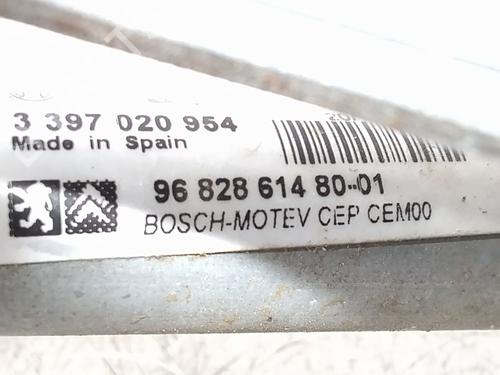 3 397 020 954
Made in Spain
96 828 614 80-01
BOSCH-MOTEV CEP CEM00